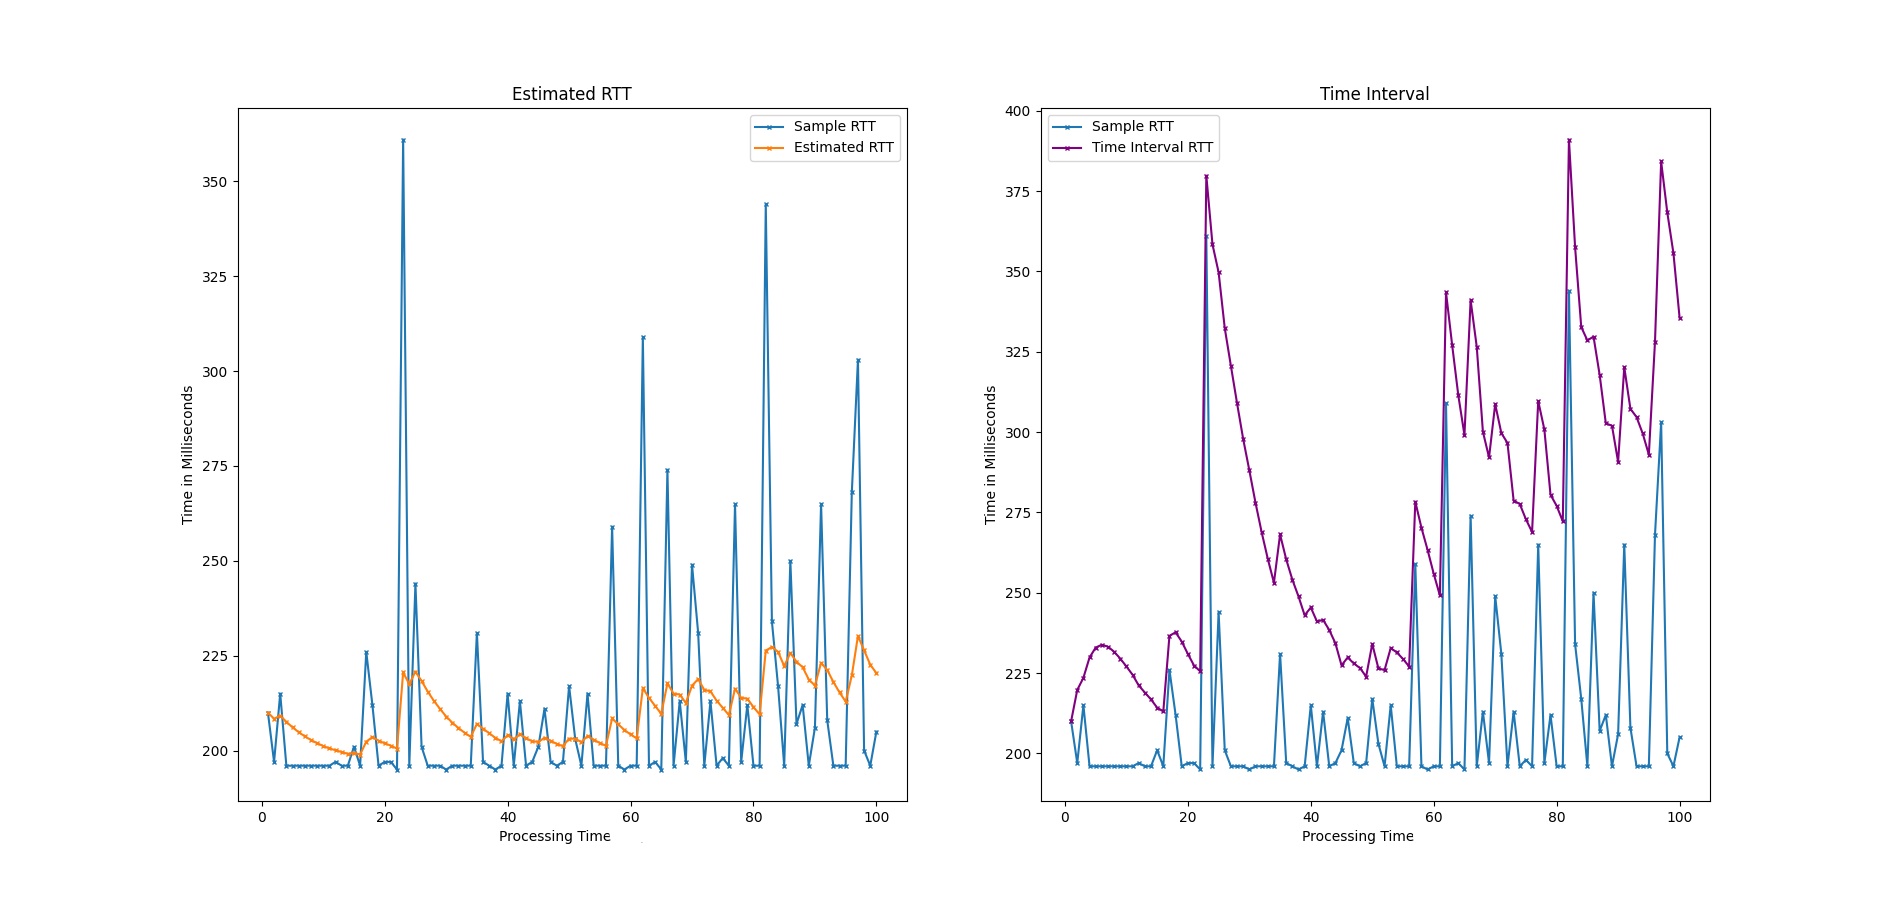 Estimated RTT
Sample RTT
Estimated RTT
350
325
300
275
250
225
200
Time in Milliseconds
0 20 40 60 80 100
Processing Time
Time Interval
Sample RTT
Time Interval RTT
400
375
350
325
300
275
250
225
200
Time in Milliseconds
0 20 40 60 80 100
Processing Time